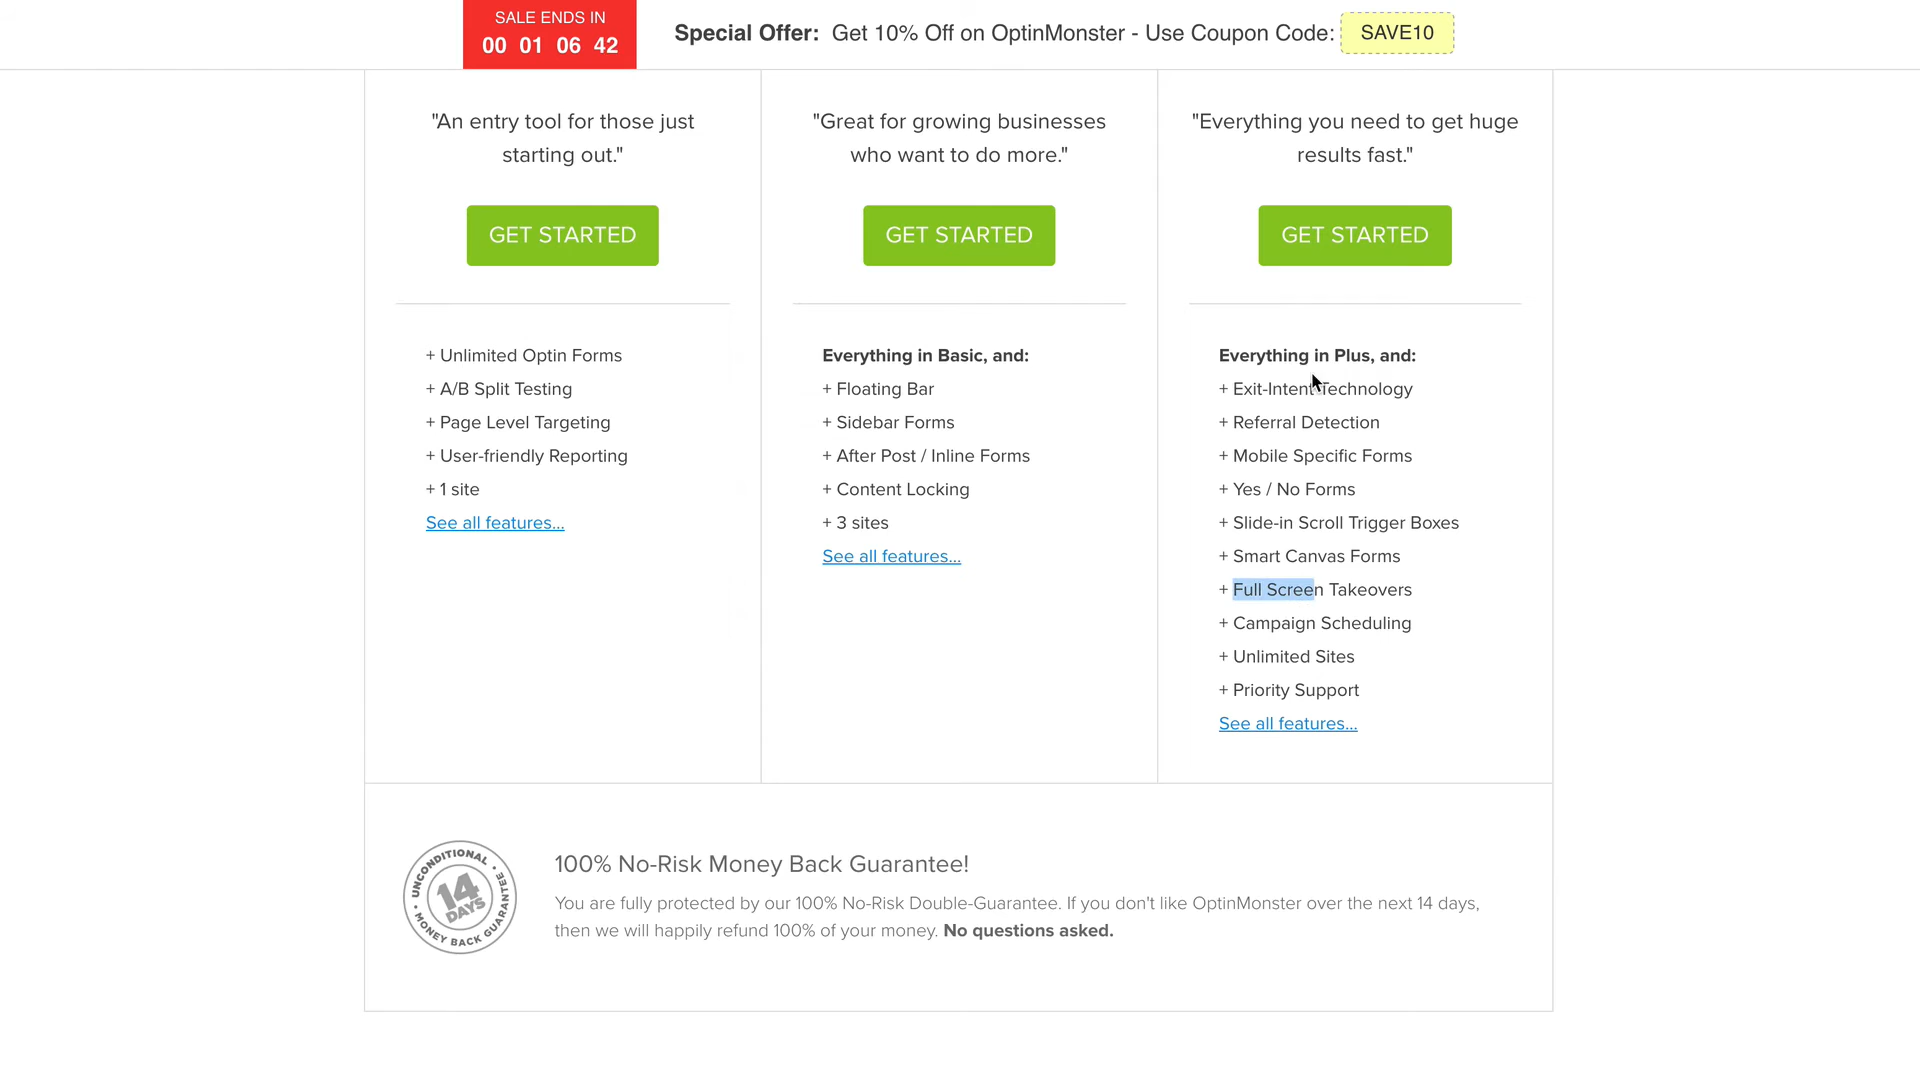 SALE ENDS IN
00 01 06 42
Special Offer: Get 10% Off on OptinMonster - Use Coupon Code: SAVE10
"An entry tool for those just
starting out."
GET STARTED
+ Unlimited Optin Forms
+ A/B Split Testing
+ Page Level Targeting
+ User-friendly Reporting
+ 1 site
See all features...
"Great for growing businesses
who want to do more."
GET STARTED
Everything in Basic, and:
+ Floating Bar
+ Sidebar Forms
+ After Post / Inline Forms
+ Content Locking
+ 3 sites
See all features...
"Everything you need to get huge
results fast."
GET STARTED
Everything in Plus, and:
+ Exit-Intent Technology
+ Referral Detection
+ Mobile Specific Forms
+ Yes / No Forms
+ Slide-in Scroll Trigger Boxes
+ Smart Canvas Forms
+ Full Screen Takeovers
+ Campaign Scheduling
+ Unlimited Sites
+ Priority Support
See all features...
UNCONDITIONAL
14
DAYS
MONEY BACK GUARANTEE
100% No-Risk Money Back Guarantee!
You are fully protected by our 100% No-Risk Double-Guarantee. If you don't like OptinMonster over the next 14 days,
then we will happily refund 100% of your money. No questions asked.